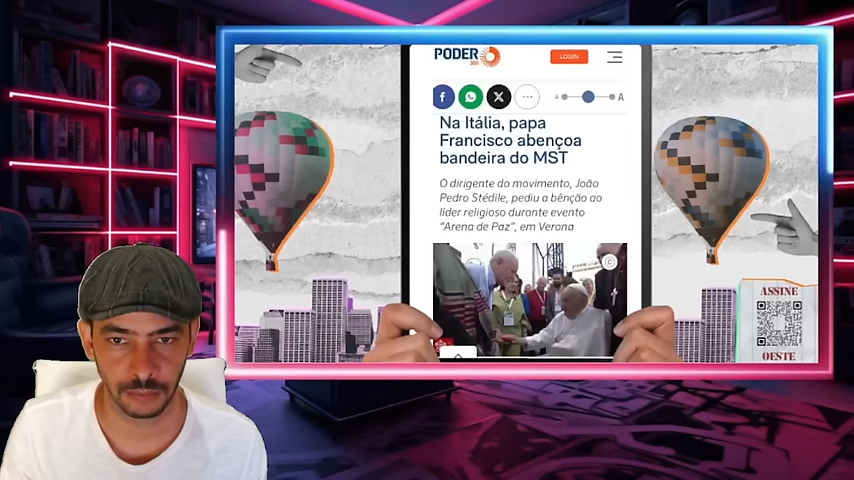 PODER
360
LOGIN
A A
Na Itália, papa
Francisco abençoa
bandeira do MST
O dirigente do movimento, João
Pedro Stédile, pediu a bênção ao
líder religioso durante evento
“Arena de Paz”, em Verona
ASSINE
OESTE